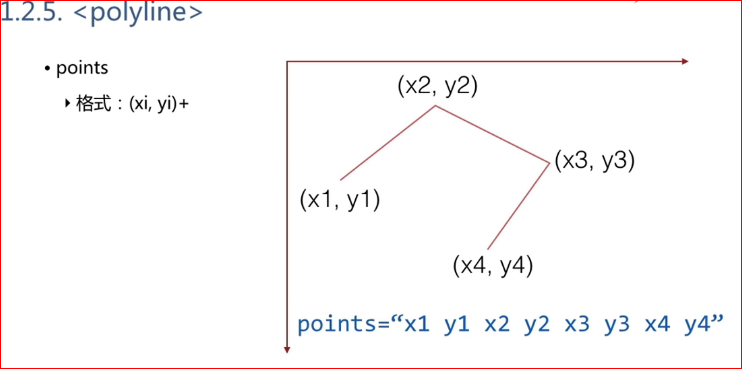 1.2.5. <polyline>
• points
格式：(xi, yi)+
(x2, y2)
(x3, y3)
(x1, y1)
(x4, y4)
points=“x1 y1 x2 y2 x3 y3 x4 y4”